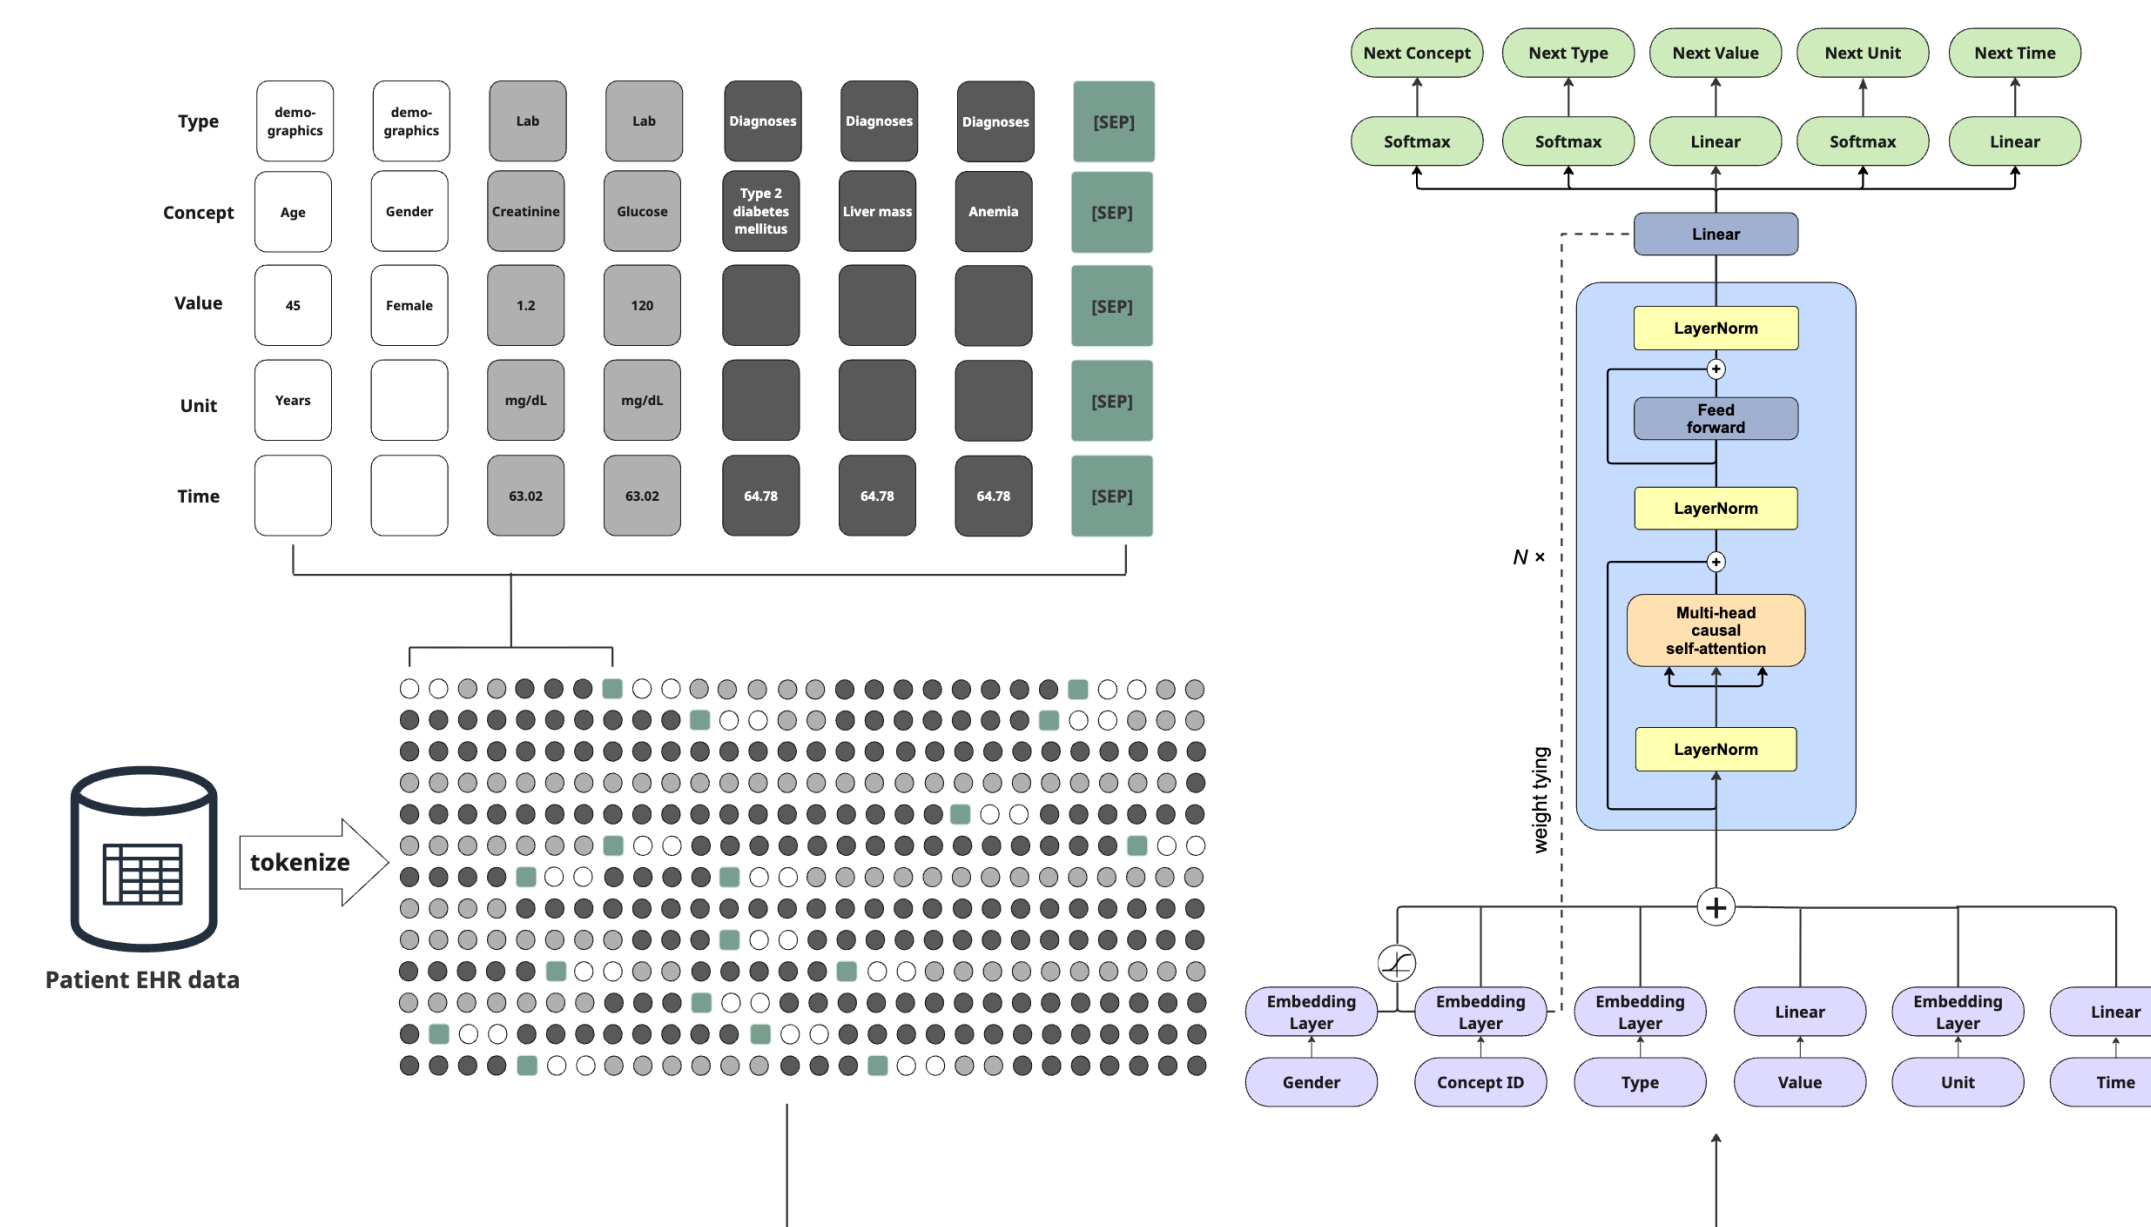 Type
demo-
graphics
demo-
graphics
Lab
Lab
Diagnoses
Diagnoses
Diagnoses
[SEP]
Concept
Age
Gender
Creatinine
Glucose
Type 2
diabetes
mellitus
Liver mass
Anemia
[SEP]
Value
45
Female
1.2
120
[SEP]
Unit
Years
mg/dL
mg/dL
[SEP]
Time
63.02
63.02
64.78
64.78
64.78
[SEP]
tokenize
Patient EHR data
Next Concept
Next Type
Next Value
Next Unit
Next Time
Softmax
Softmax
Linear
Softmax
Linear
Linear
LayerNorm
+
Feed
forward
LayerNorm
N ×
+
Multi-head
causal
self-attention
LayerNorm
weight tying
+
Embedding
Layer
Embedding
Layer
Embedding
Layer
Linear
Embedding
Layer
Linear
Gender
Concept ID
Type
Value
Unit
Time